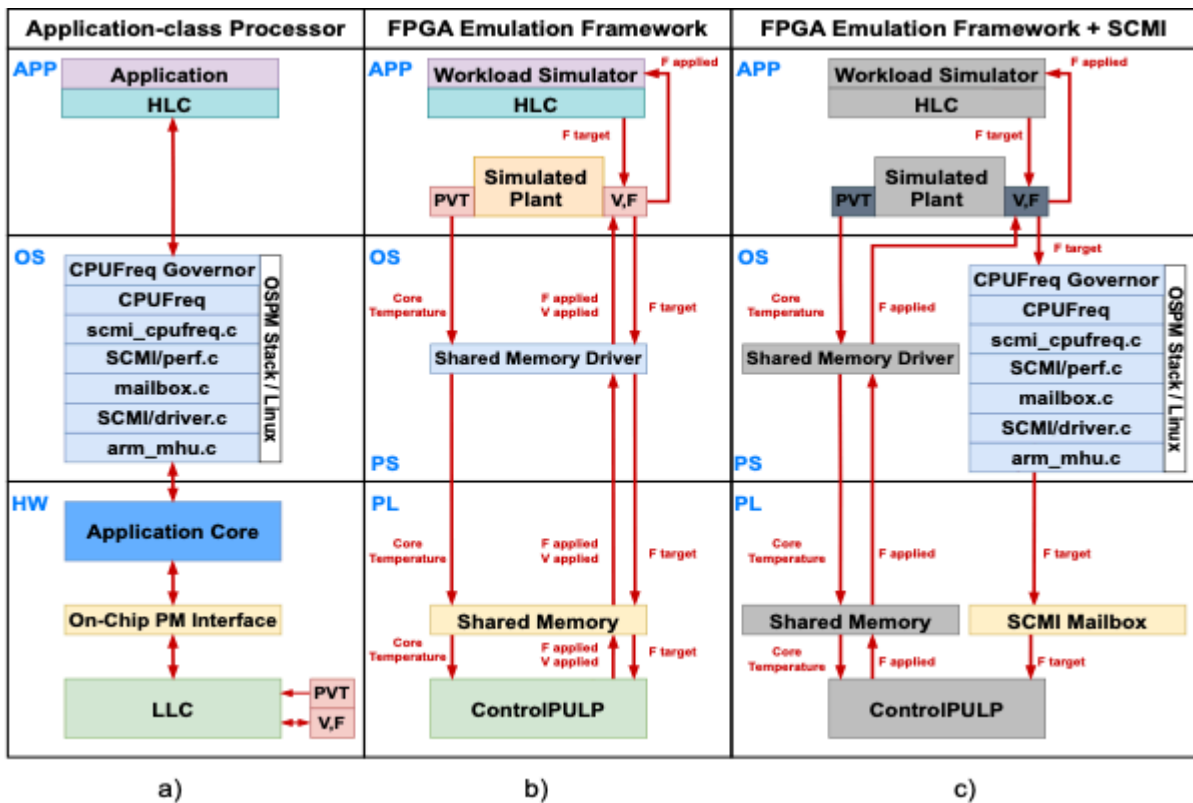 Application-class Processor
APP
Application
HLC
OS
CPUFreq Governor
CPUFreq
scmi_cpufreq.c
SCMI/perf.c
mailbox.c
SCMI/driver.c
arm_mhu.c
OSPM Stack / Linux
HW
Application Core
On-Chip PM Interface
LLC
PVT
V,F
a)
FPGA Emulation Framework
APP
Workload Simulator
HLC
F applied
F target
Simulated
Plant
PVT
V,F
OS
Core
Temperature
F applied
V applied
F target
Shared Memory Driver
PS
PL
Core
Temperature
F applied
V applied
F target
Shared Memory
Core
Temperature
F applied
V applied
F target
ControlPULP
b)
FPGA Emulation Framework + SCMI
APP
Workload Simulator
HLC
F applied
F target
Simulated
Plant
PVT
V,F
OS
F target
Core
Temperature
F applied
Shared Memory Driver
CPUFreq Governor
CPUFreq
scmi_cpufreq.c
SCMI/perf.c
mailbox.c
SCMI/driver.c
arm_mhu.c
OSPM Stack / Linux
PS
PL
Core
Temperature
F applied
F target
Shared Memory
SCMI Mailbox
Core
Temperature
F applied
F target
ControlPULP
c)